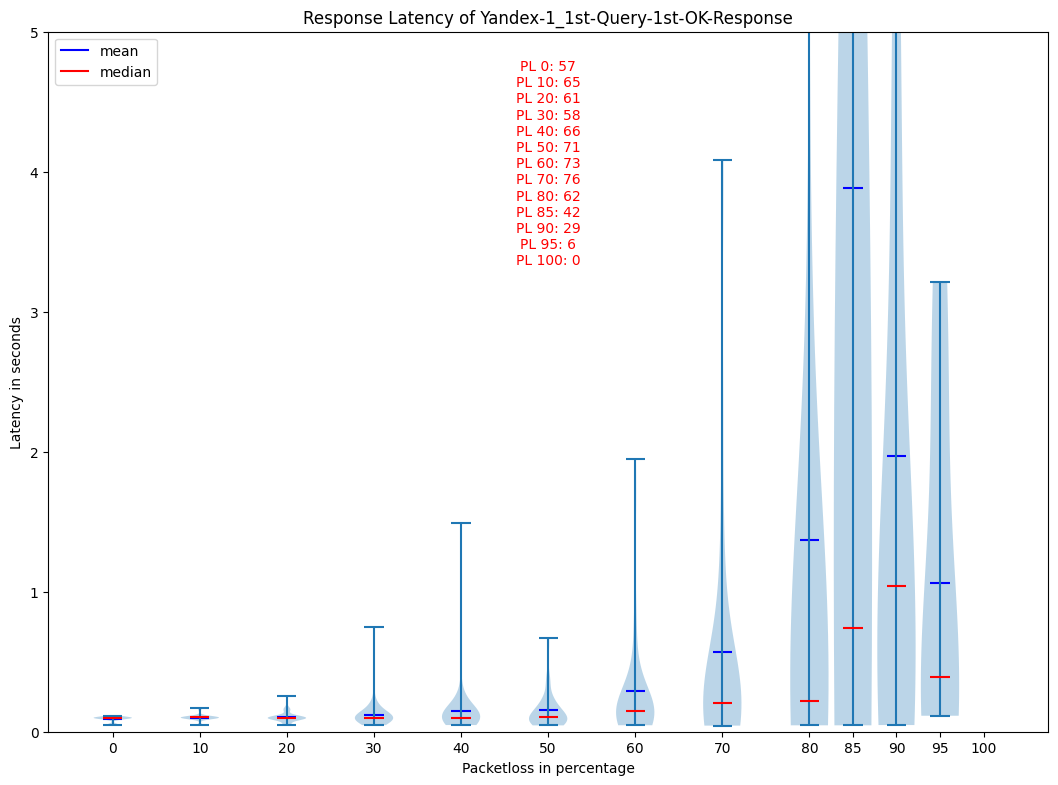 Response Latency of Yandex-1_1st-Query-1st-OK-Response
mean
median
PL 0: 57
PL 10: 65
PL 20: 61
PL 30: 58
PL 40: 66
PL 50: 71
PL 60: 73
PL 70: 76
PL 80: 62
PL 85: 42
PL 90: 29
PL 95: 6
PL 100: 0
Latency in seconds
5
4
3
2
1
0
0 10 20 30 40 50 60 70 80 85 90 95 100
Packetloss in percentage